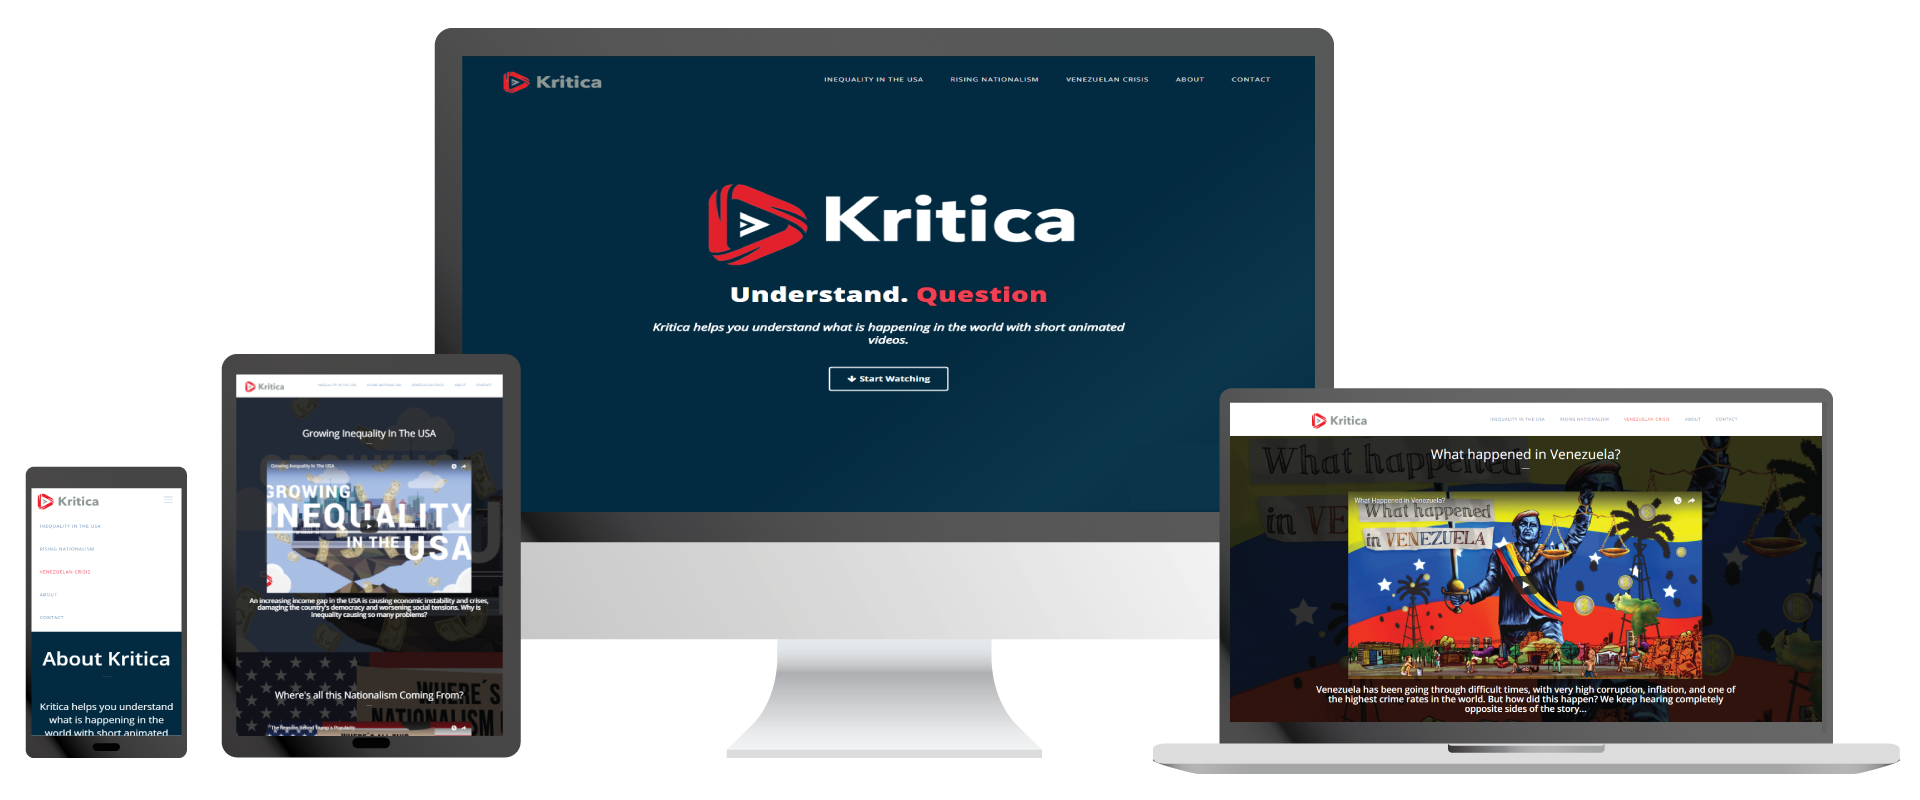 Kritica
INEQUALITY IN THE USA RISING NATIONALISM VENEZUELAN CRISIS ABOUT CONTACT
Kritica
Understand. Question
Kritica helps you understand what is happening in the world with short animated
videos.
Start Watching
Kritica
INEQUALITY IN THE USA RISING NATIONALISM VENEZUELAN CRISIS ABOUT CONTACT
Growing Inequality In The USA
Growing Inequality In The USA
GROWING
INEQUALITY
IN THE USA
An increasing income gap in the USA is causing economic instability and crises,
damaging the country's democracy and worsening social tensions. Why is
inequality causing so many problems?
WHERE'S
NATIONALISM
Where's all this Nationalism Coming From?
The Reasons Behind Trump's Popularity
Kritica
INEQUALITY IN THE USA
RISING NATIONALISM
VENEZUELAN CRISIS
ABOUT
CONTACT
About Kritica
Kritica helps you understand
what is happening in the
world with short animated
Kritica
INEQUALITY IN THE USA RISING NATIONALISM VENEZUELAN CRISIS ABOUT CONTACT
What happened
in VE
What happened in Venezuela?
What Happened in Venezuela?
What happened
in VENEZUELA
Venezuela has been going through difficult times, with very high corruption, inflation, and one of
the highest crime rates in the world. But how did this happen? We keep hearing completely
opposite sides of the story...